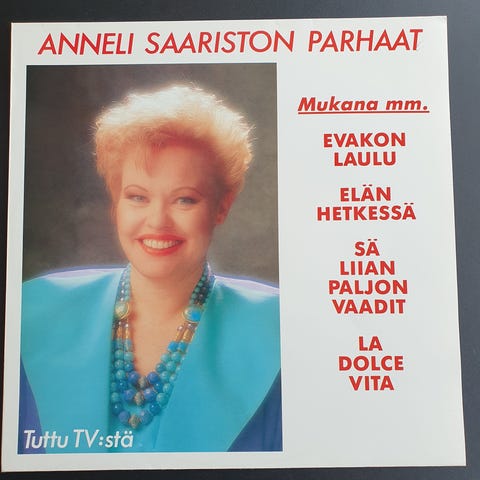 ANNELI SAARISTON PARHAAT
Mukana mm.
EVAKON
LAULU
ELÄN
HETKESSÄ
SÄ
LIIAN
PALJON
VAADIT
LA
DOLCE
VITA
Tuttu TV:stä